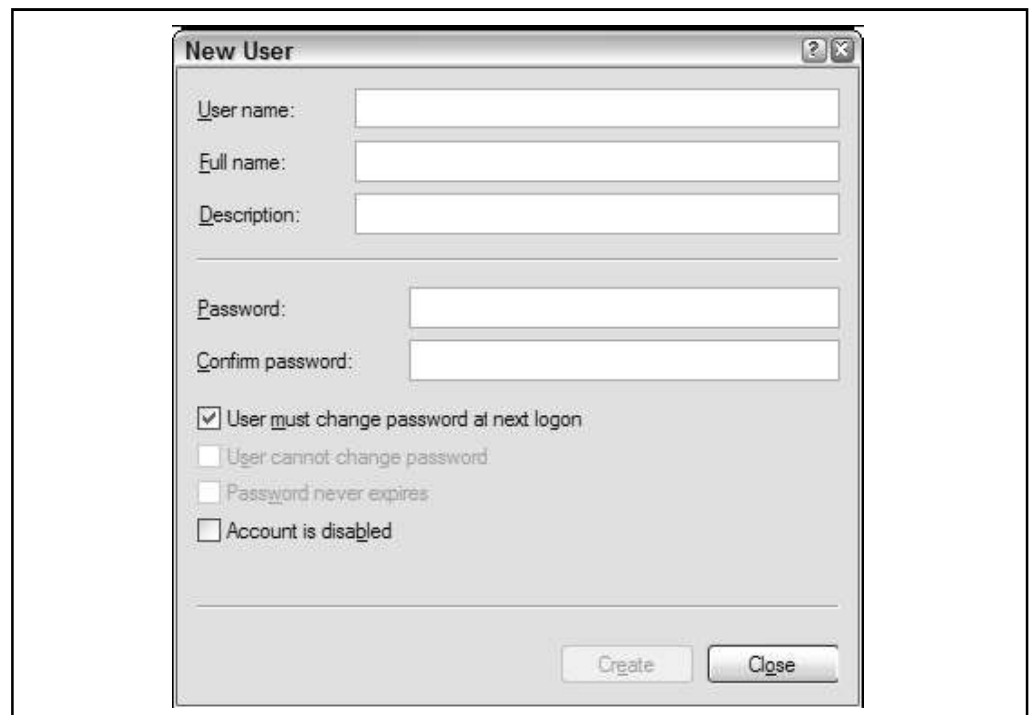 New User
User name:
Full name:
Description:
Password:
Confirm password:
User must change password at next logon
User cannot change password
Password never expires
Account is disabled
Create Close